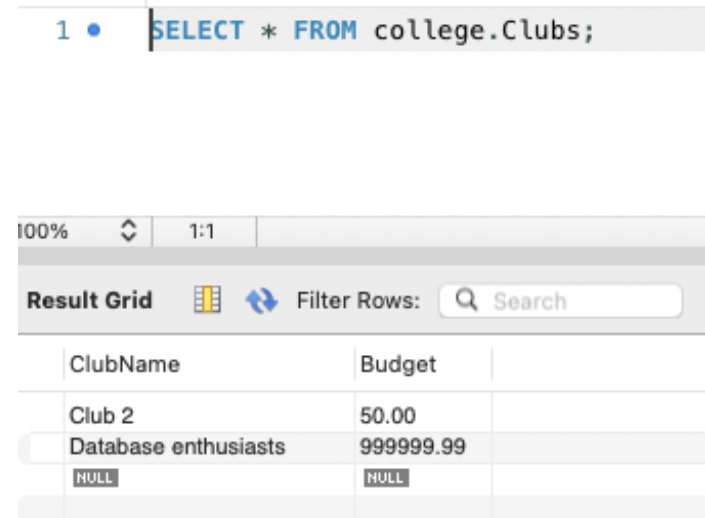 1 SELECT * FROM college.Clubs;
100% 1:1
Result Grid Filter Rows: Search
ClubName Budget
Club 2 50.00
Database enthusiasts 999999.99
NULL NULL